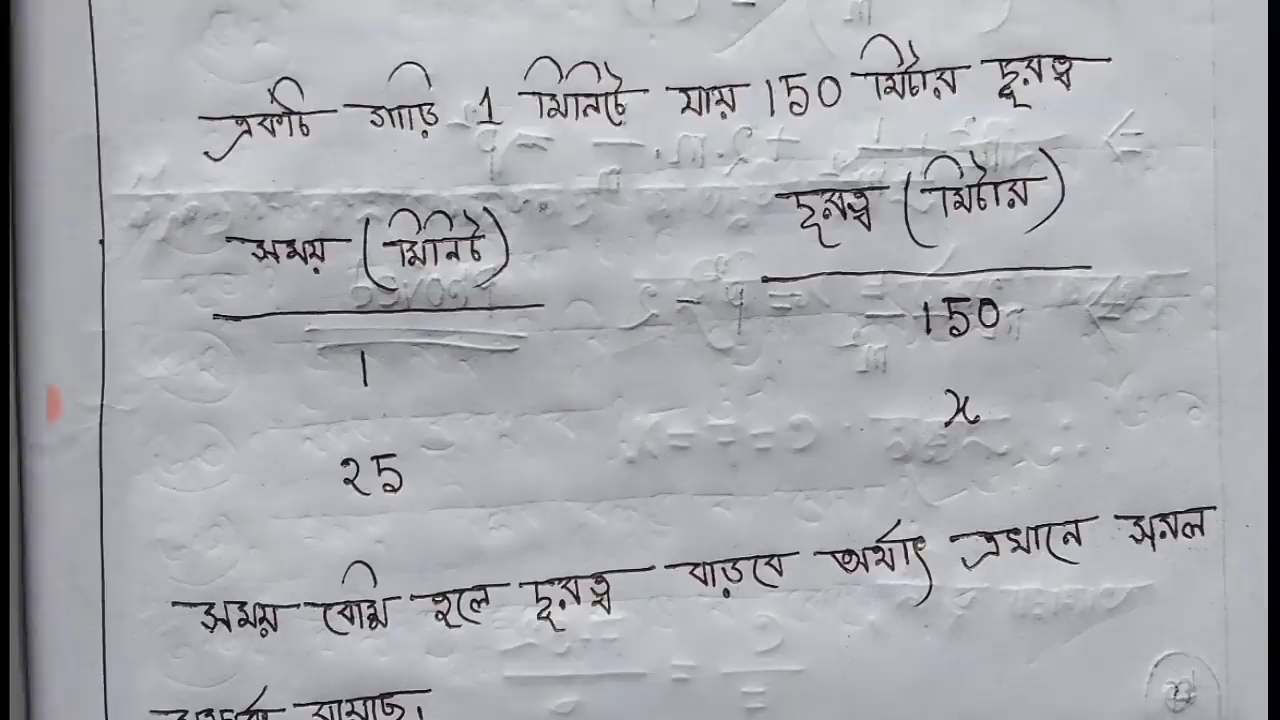 একটি গাড়ি 1 মিনিটে যায় 150 মিটার দূরত্ব
সময় (মিনিটে) দূরত্ব (মিটার)
1 150
25 x
সময় বেশি হলে দূরত্ব বাড়বে অর্থাৎ এখানে সরল
সম্পর্ক রয়েছে।